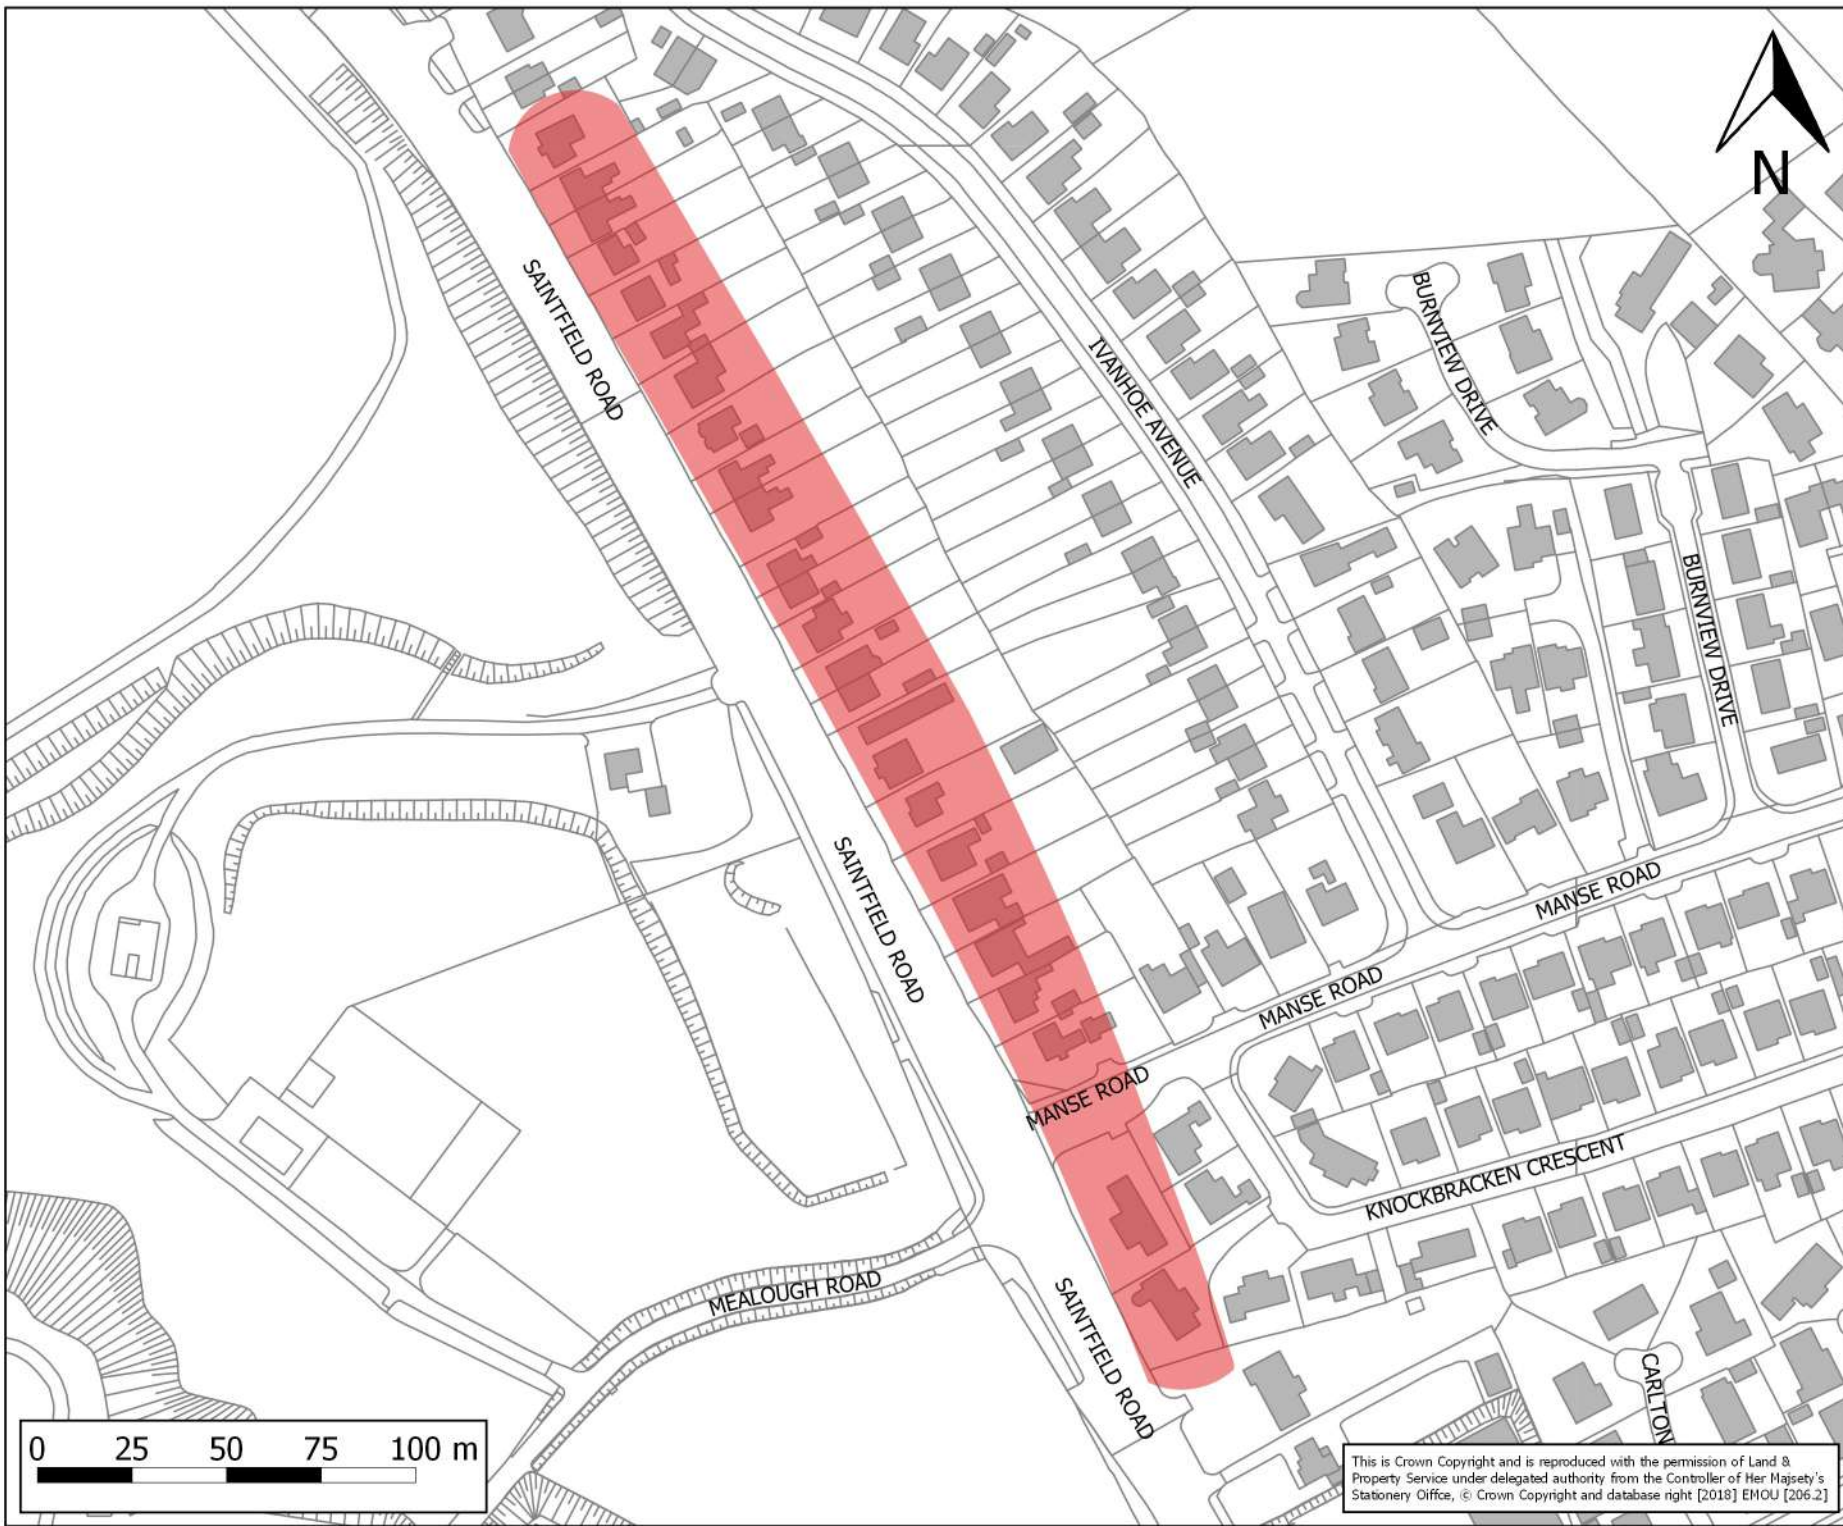 N
SAINTFIELD ROAD
IVANHOE AVENUE
BURNVIEW DRIVE
BURNVIEW DRIVE
SAINTFIELD ROAD
MANSE ROAD
MANSE ROAD
MANSE ROAD
KNOCKBRACKEN CRESCENT
MEALOUGH ROAD
SAINTFIELD ROAD
CARLTON
0 25 50 75 100 m
This is Crown Copyright and is reproduced with the permission of Land &
Property Service under delegated authority from the Controller of Her Majsety's
Stationery Oiffce, © Crown Copyright and database right [2018] EMOU [206.2]